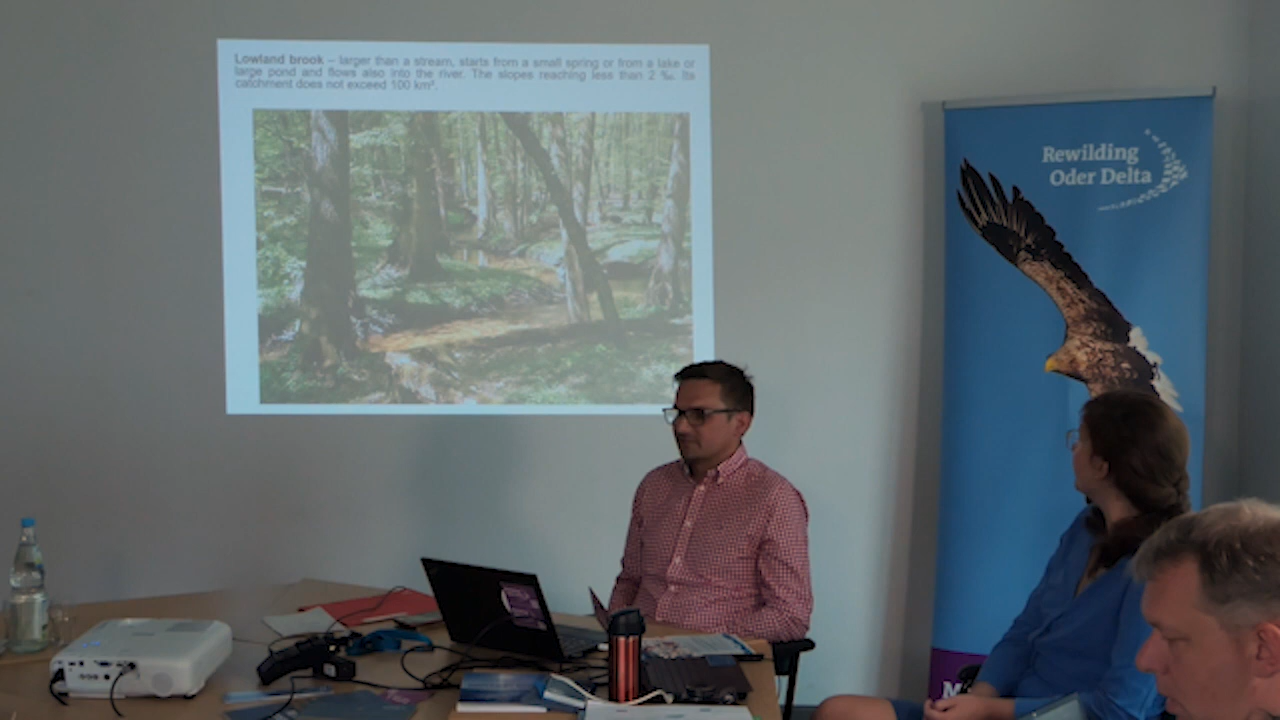 Lowland brook – larger than a stream, starts from a small spring or from a lake or
large pond and flows also into the river. The slopes reaching less than 2 ‰. Its
catchment does not exceed 100 km².
Rewilding
Oder Delta